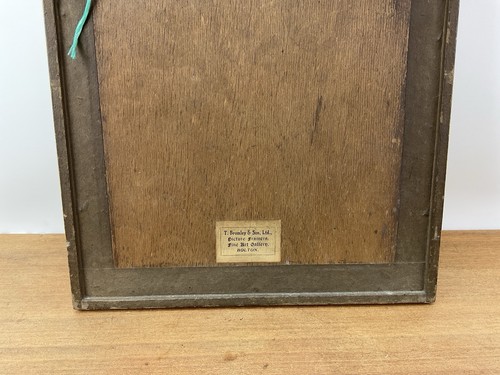 T. Bromley & Son, Ltd.,
Picture Framers,
Fine Art Gallery,
BOLTON.